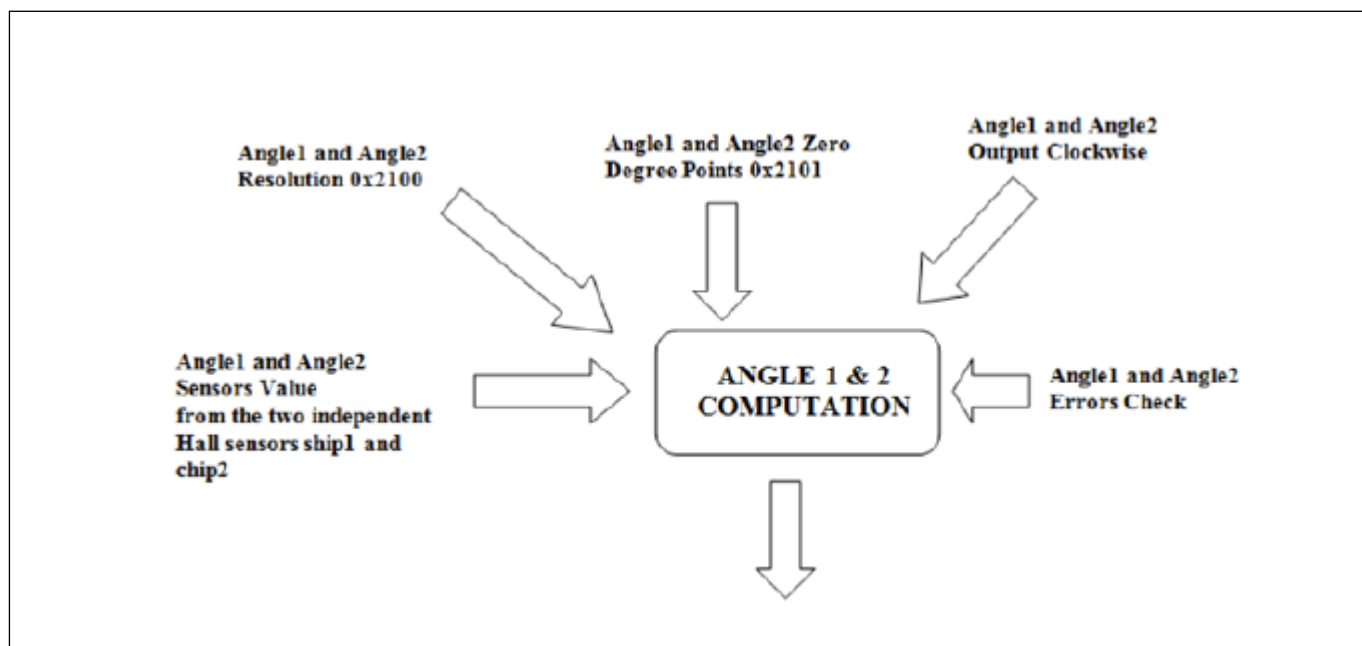 Angle1 and Angle2
Resolution 0x2100
Angle1 and Angle2 Zero
Degree Points 0x2101
Angle1 and Angle2
Output Clockwise
Angle1 and Angle2
Sensors Value
from the two independent
Hall sensors ship1 and
chip2
ANGLE 1 & 2
COMPUTATION
Angle1 and Angle2
Errors Check